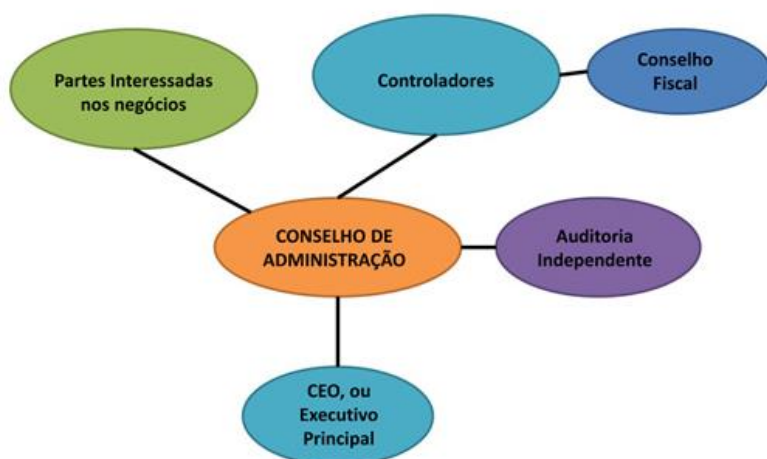 Partes Interessadas
nos negócios
Controladores
Conselho
Fiscal
CONSELHO DE
ADMINISTRAÇÃO
Auditoria
Independente
CEO, ou
Executivo
Principal